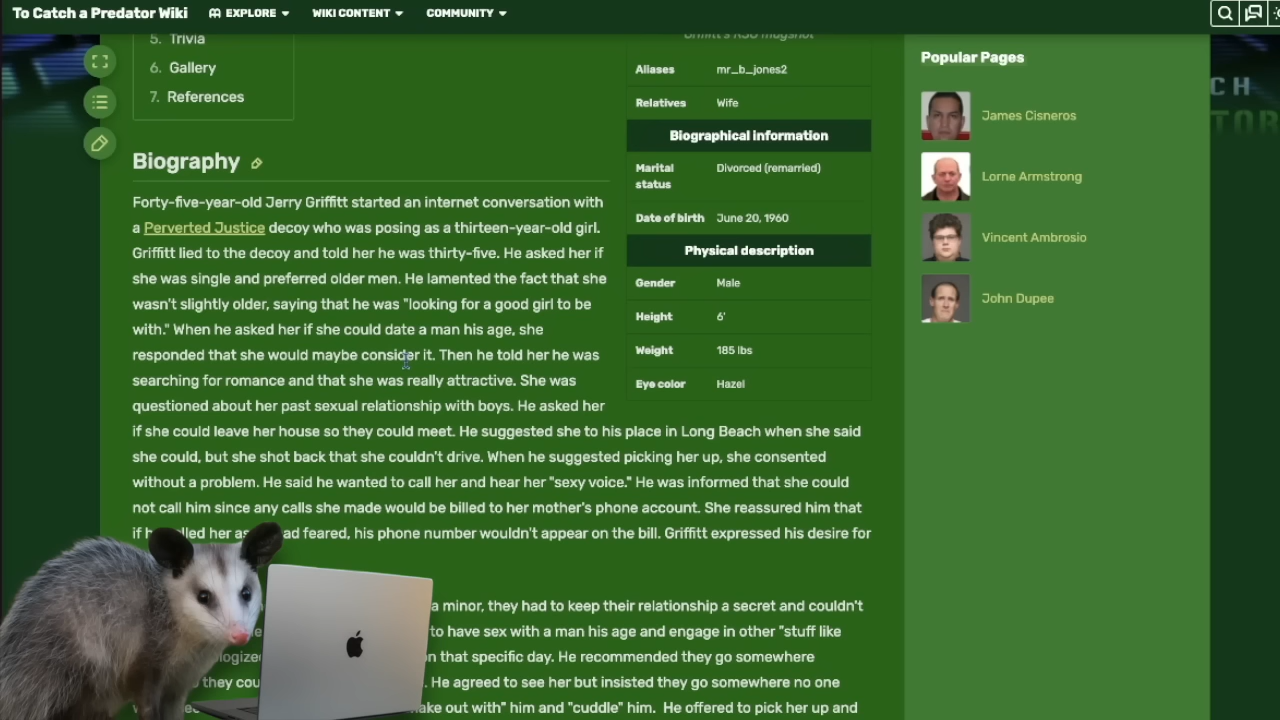 To Catch a Predator Wiki
EXPLORE
WIKI CONTENT
COMMUNITY
5. Trivia
6. Gallery
7. References
Biography
Forty-five-year-old Jerry Griffitt started an internet conversation with
a Perverted Justice decoy who was posing as a thirteen-year-old girl.
Griffitt lied to the decoy and told her he was thirty-five. He asked her if
she was single and preferred older men. He lamented the fact that she
wasn't slightly older, saying that he was "looking for a good girl to be
with." When he asked her if she could date a man his age, she
responded that she would maybe consider it. Then he told her he was
searching for romance and that she was really attractive. She was
questioned about her past sexual relationship with boys. He asked her
if she could leave her house so they could meet. He suggested she to his place in Long Beach when she said
she could, but she shot back that she couldn't drive. When he suggested picking her up, she consented
without a problem. He said he wanted to call her and hear her "sexy voice." He was informed that she could
not call him since any calls she made would be billed to her mother's phone account. She reassured him that
if he called her as ad feared, his phone number wouldn't appear on the bill. Griffitt expressed his desire for
a minor, they had to keep their relationship a secret and couldn't
to have sex with a man his age and engage in other "stuff like
on that specific day. He recommended they go somewhere
they cou . He agreed to see her but insisted they go somewhere no one
make out with" him and "cuddle" him. He offered to pick her up and
Griffitt's RSD mugshot
Aliases mr_b_jones2
Relatives Wife
Biographical information
Marital status Divorced (remarried)
Date of birth June 20, 1960
Physical description
Gender Male
Height 6'
Weight 185 lbs
Eye color Hazel
Popular Pages
James Cisneros
Lorne Armstrong
Vincent Ambrosio
John Dupee
CH
TOR